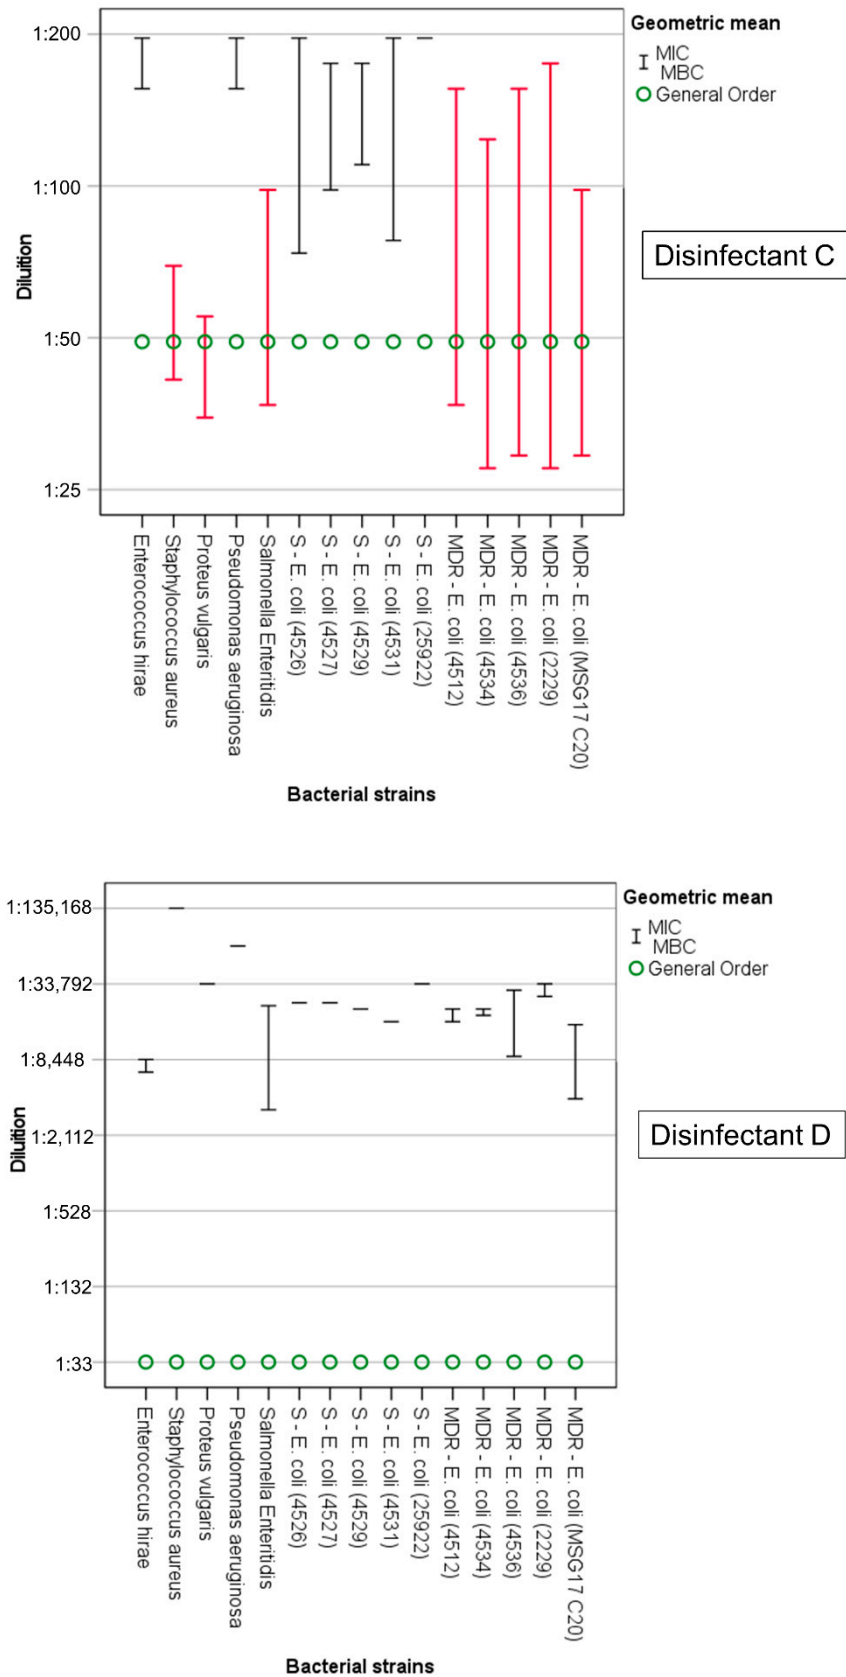 Geometric mean
MIC
MBC
General Order
1:200
1:100
1:50
1:25
Dilution
Disinfectant C
Enterococcus hirae
Staphylococcus aureus
Proteus vulgaris
Pseudomonas aeruginosa
Salmonella Enteritidis
S - E. coli (4526)
S - E. coli (4527)
S - E. coli (4529)
S - E. coli (4531)
S - E. coli (25922)
MDR - E. coli (4512)
MDR - E. coli (4534)
MDR - E. coli (4536)
MDR - E. coli (2229)
MDR - E. coli (MSG17 C20)
Bacterial strains
Geometric mean
MIC
MBC
General Order
1:135,168
1:33,792
1:8,448
1:2,112
1:528
1:132
1:33
Dilution
Disinfectant D
Enterococcus hirae
Staphylococcus aureus
Proteus vulgaris
Pseudomonas aeruginosa
Salmonella Enteritidis
S - E. coli (4526)
S - E. coli (4527)
S - E. coli (4529)
S - E. coli (4531)
S - E. coli (25922)
MDR - E. coli (4512)
MDR - E. coli (4534)
MDR - E. coli (4536)
MDR - E. coli (2229)
MDR - E. coli (MSG17 C20)
Bacterial strains